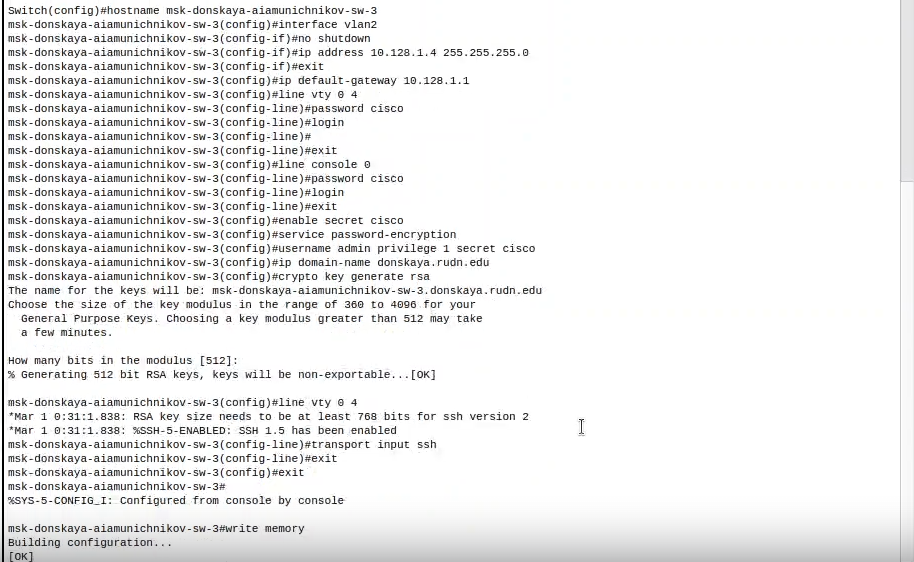 Switch(config)#hostname msk-donskaya-aiamunichnikov-sw-3
msk-donskaya-aiamunichnikov-sw-3(config)#interface vlan2
msk-donskaya-aiamunichnikov-sw-3(config-if)#no shutdown
msk-donskaya-aiamunichnikov-sw-3(config-if)#ip address 10.128.1.4 255.255.255.0
msk-donskaya-aiamunichnikov-sw-3(config-if)#exit
msk-donskaya-aiamunichnikov-sw-3(config)#ip default-gateway 10.128.1.1
msk-donskaya-aiamunichnikov-sw-3(config)#line vty 0 4
msk-donskaya-aiamunichnikov-sw-3(config-line)#password cisco
msk-donskaya-aiamunichnikov-sw-3(config-line)#login
msk-donskaya-aiamunichnikov-sw-3(config-line)#
msk-donskaya-aiamunichnikov-sw-3(config-line)#exit
msk-donskaya-aiamunichnikov-sw-3(config)#line console 0
msk-donskaya-aiamunichnikov-sw-3(config-line)#password cisco
msk-donskaya-aiamunichnikov-sw-3(config-line)#login
msk-donskaya-aiamunichnikov-sw-3(config-line)#exit
msk-donskaya-aiamunichnikov-sw-3(config)#enable secret cisco
msk-donskaya-aiamunichnikov-sw-3(config)#service password-encryption
msk-donskaya-aiamunichnikov-sw-3(config)#username admin privilege 1 secret cisco
msk-donskaya-aiamunichnikov-sw-3(config)#ip domain-name donskaya.rudn.edu
msk-donskaya-aiamunichnikov-sw-3(config)#crypto key generate rsa
The name for the keys will be: msk-donskaya-aiamunichnikov-sw-3.donskaya.rudn.edu
Choose the size of the key modulus in the range of 360 to 4096 for your
General Purpose Keys. Choosing a key modulus greater than 512 may take
a few minutes.
How many bits in the modulus [512]:
% Generating 512 bit RSA keys, keys will be non-exportable...[OK]
msk-donskaya-aiamunichnikov-sw-3(config)#line vty 0 4
*Mar 1 0:31:1.838: RSA key size needs to be at least 768 bits for ssh version 2
*Mar 1 0:31:1.838: %SSH-5-ENABLED: SSH 1.5 has been enabled
msk-donskaya-aiamunichnikov-sw-3(config-line)#transport input ssh
msk-donskaya-aiamunichnikov-sw-3(config-line)#exit
msk-donskaya-aiamunichnikov-sw-3(config)#exit
msk-donskaya-aiamunichnikov-sw-3#
%SYS-5-CONFIG_I: Configured from console by console
msk-donskaya-aiamunichnikov-sw-3#write memory
Building configuration...
[OK]